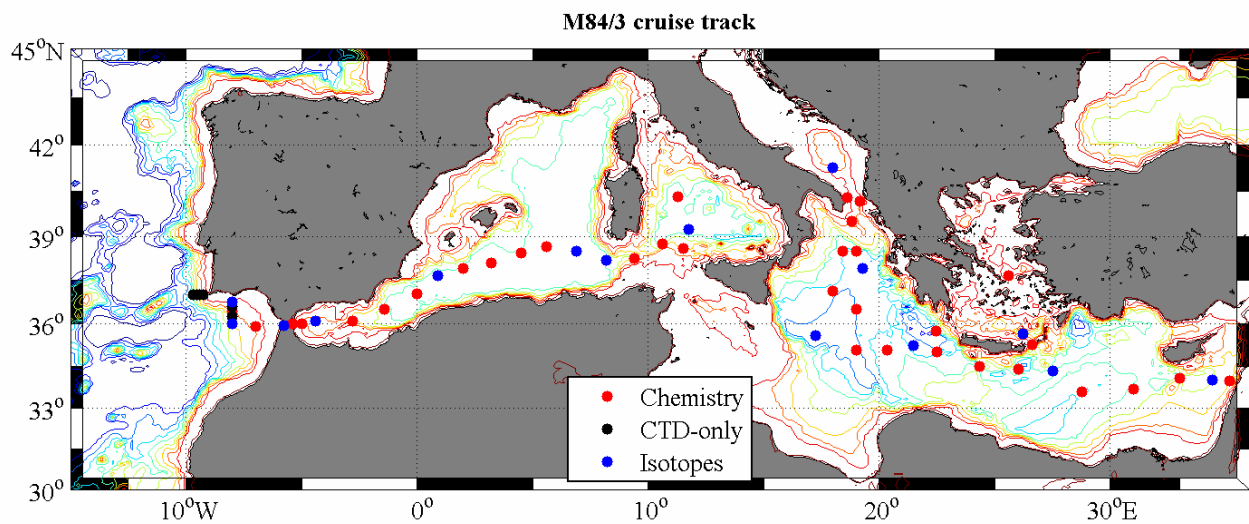 M84/3 cruise track
45°N
42°
39°
36°
33°
30°
Chemistry
CTD-only
Isotopes
10°W
0°
10°
20°
30°E